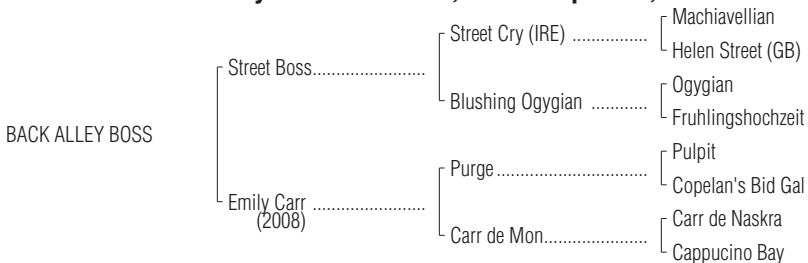 Machiavellian
Street Cry (IRE) ................
Helen Street (GB)
Street Boss.......................
Ogygian
Blushing Ogygian ............
Fruhlingshochzeit
BACK ALLEY BOSS
Pulpit
Purge ................................
Copelan's Bid Gal
Emily Carr .......................
(2008)
Carr de Naskra
Carr de Mon......................
Cappucino Bay